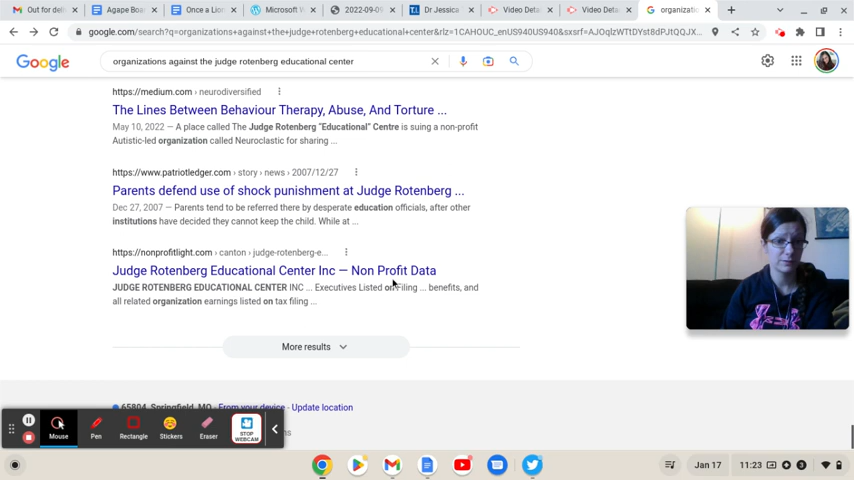 Out for deli
Agape Boa
Once a Lion
Microsoft W
2022-09-09
Dr Jessica
Video Deta
Video Deta
organizatio
google.com/search?q=organizations+against+the+judge+rotenberg+educational+center&rlz=1CAHOUC_enUS940US940&sxsrf=AJOqlzWTtDYst8dPJtQQJX...
Google
organizations against the judge rotenberg educational center
https://medium.com › neurodiversified
The Lines Between Behaviour Therapy, Abuse, And Torture ...
May 10, 2022 — A place called The Judge Rotenberg "Educational" Centre is suing a non-profit
Autistic-led organization called Neuroclastic for sharing ...
https://www.patriotledger.com › story › news › 2007/12/27
Parents defend use of shock punishment at Judge Rotenberg ...
Dec 27, 2007 — Parents tend to be referred there by desperate education officials, after other
institutions have decided they cannot keep the child. While at ...
https://nonprofitlight.com › canton › judge-rotenberg-e...
Judge Rotenberg Educational Center Inc — Non Profit Data
JUDGE ROTENBERG EDUCATIONAL CENTER INC ... Executives Listed on Filing ... benefits, and
all related organization earnings listed on tax filing ...
More results
65804, Springfield, MO - From your device - Update location
Mouse
Pen
Rectangle
Stickers
Eraser
STOP
WEBCAM
Jan 17
11:23
3